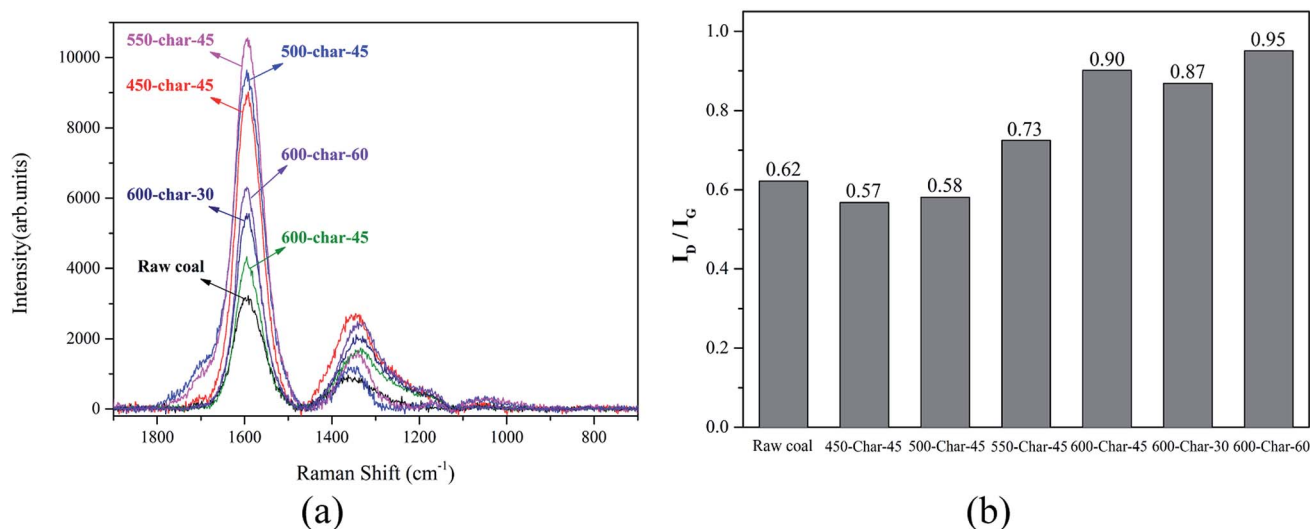 550-char-45
500-char-45
450-char-45
600-char-60
600-char-30
600-char-45
Raw coal
Intensity(arb.units)
10000
8000
6000
4000
2000
0
1800 1600 1400 1200 1000 800
Raman Shift (cm⁻¹)
(a)
I_D / I_G
1.0
0.8
0.6
0.4
0.2
0.0
0.62 0.57 0.58 0.73 0.90 0.87 0.95
Raw coal 450-Char-45 500-Char-45 550-Char-45 600-Char-45 600-Char-30 600-Char-60
(b)